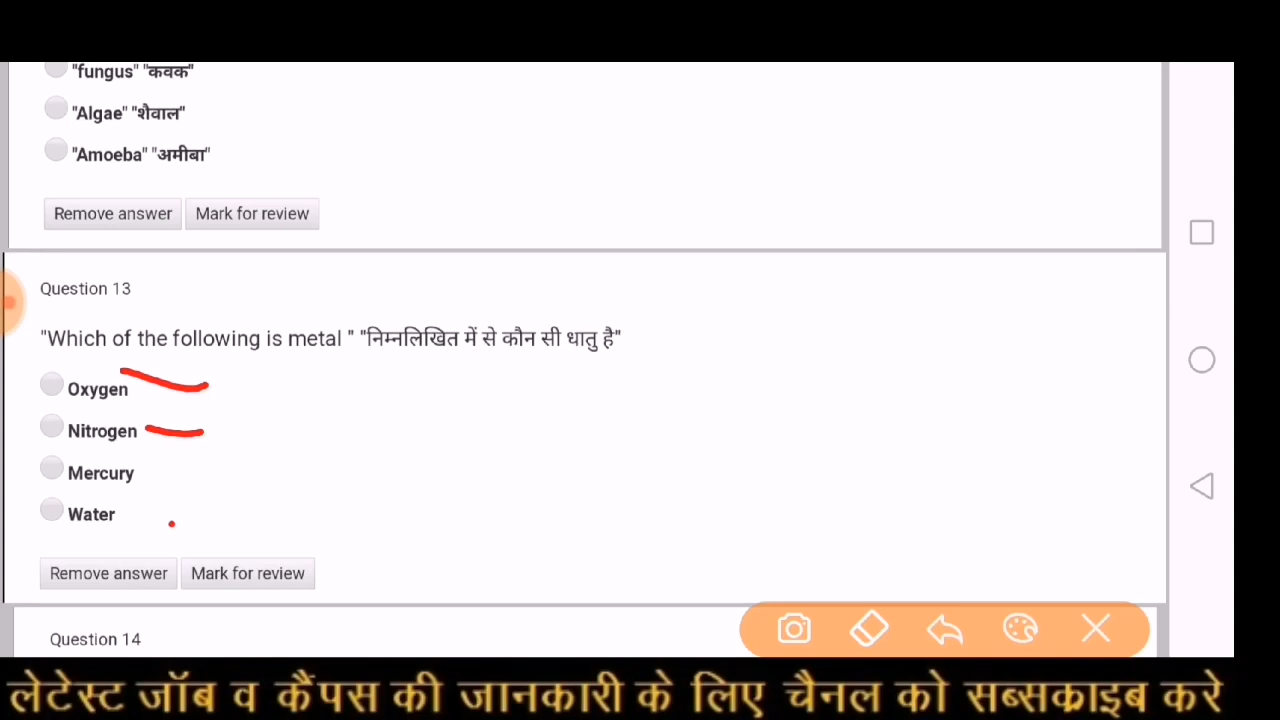 "fungus" "कवक"
"Algae" "शैवाल"
"Amoeba" "अमीबा"
Remove answer Mark for review
Question 13
"Which of the following is metal " "निम्नलिखित में से कौन सी धातु है"
Oxygen
Nitrogen
Mercury
Water
Remove answer Mark for review
Question 14
लेटेस्ट जॉब व कैंपस की जानकारी के लिए चैनल को सब्सक्राइब करे